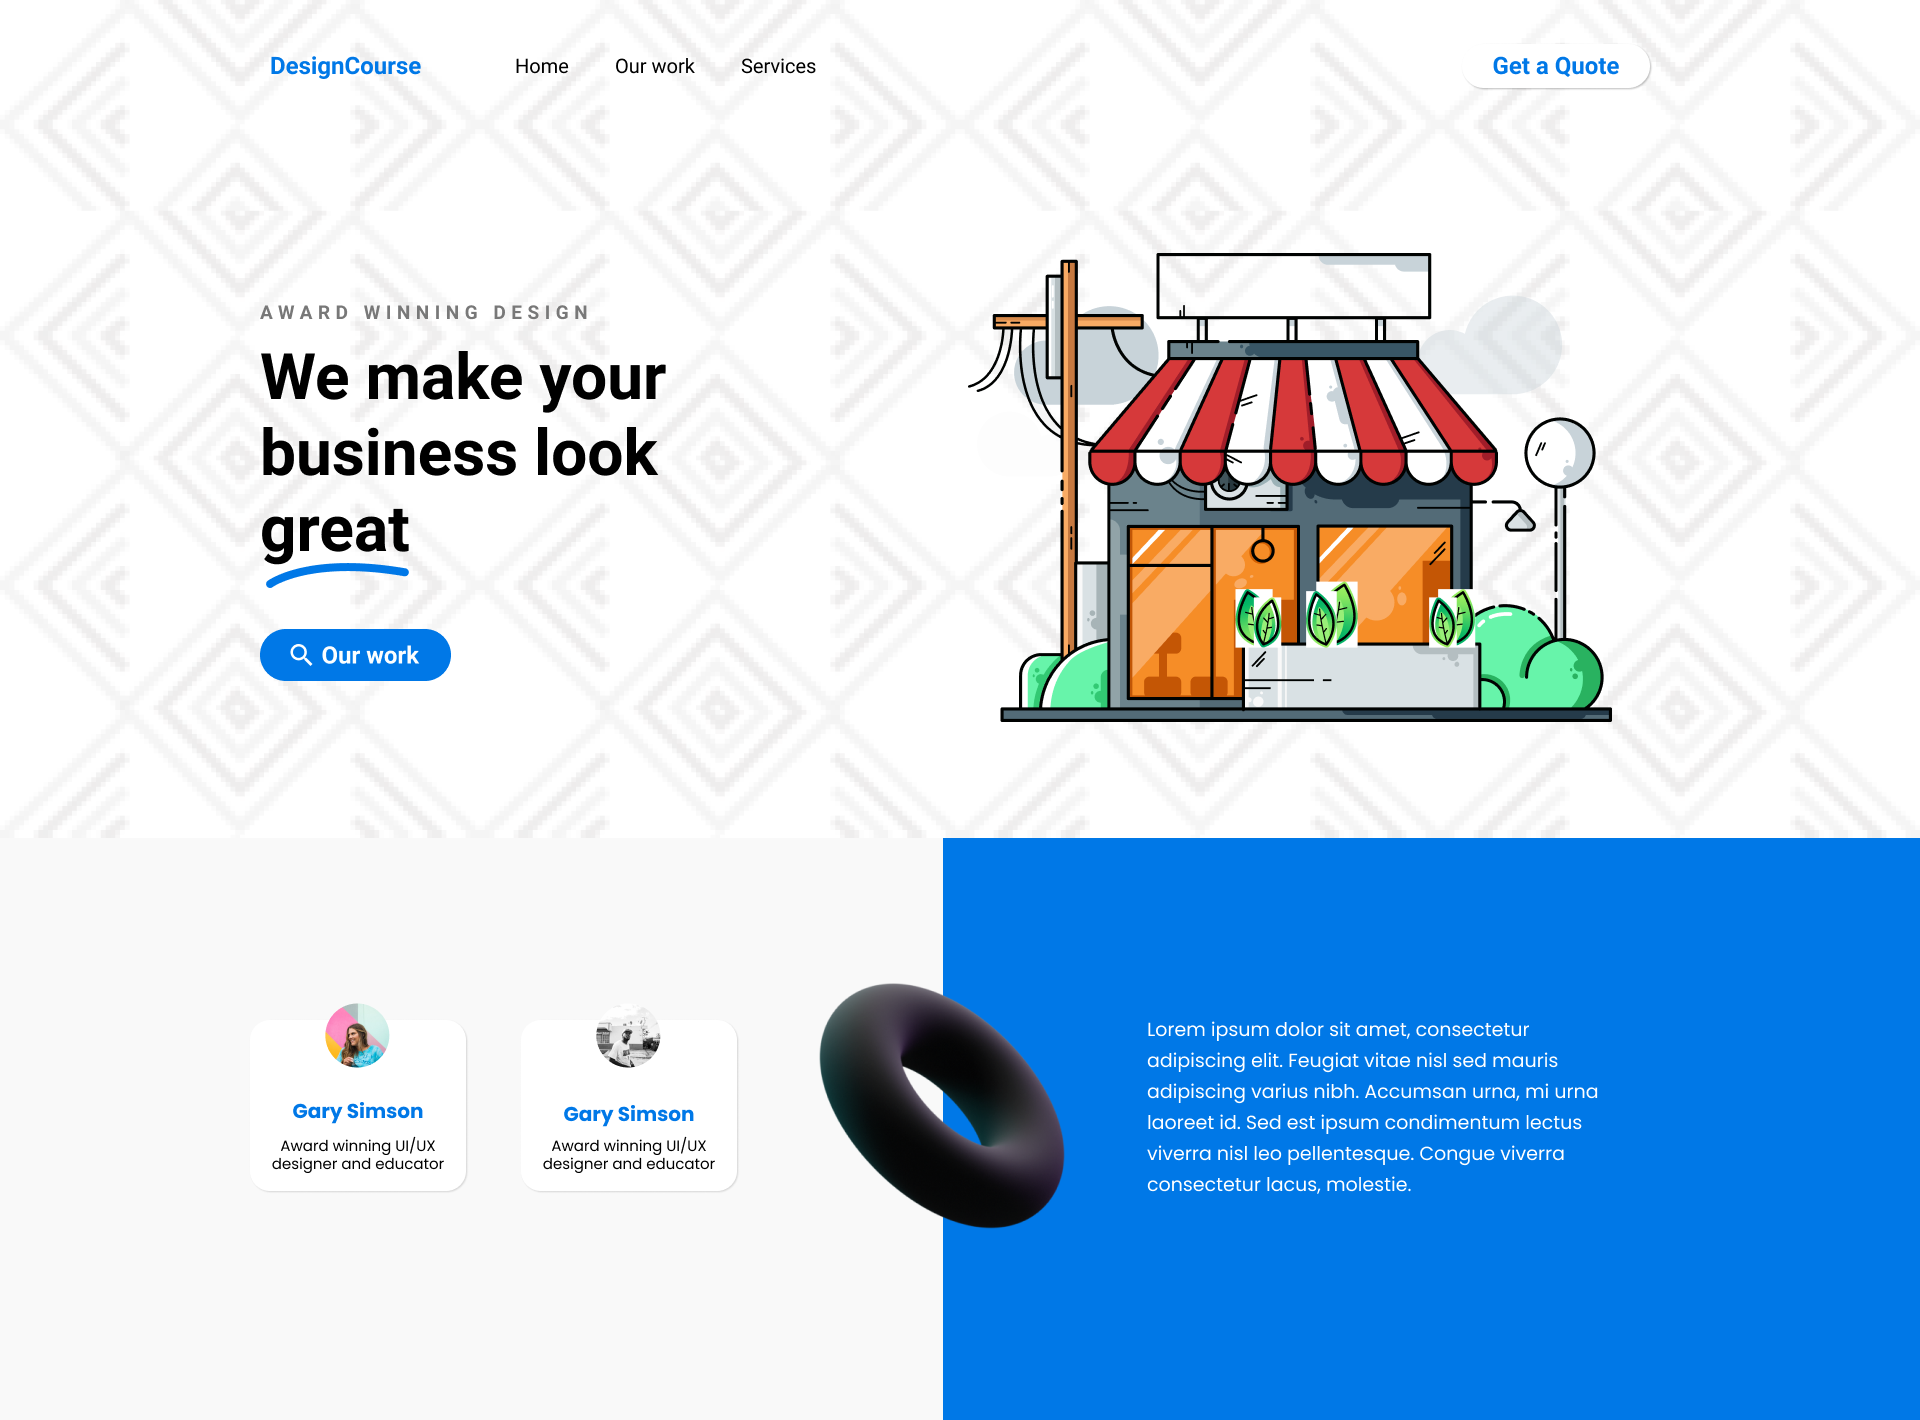 DesignCourse
Home
Our work
Services
Get a Quote
AWARD WINNING DESIGN
We make your
business look
great
Our work
Gary Simson
Award winning UI/UX
designer and educator
Gary Simson
Award winning UI/UX
designer and educator
Lorem ipsum dolor sit amet, consectetur
adipiscing elit. Feugiat vitae nisl sed mauris
adipiscing varius nibh. Accumsan urna, mi urna
laoreet id. Sed est ipsum condimentum lectus
viverra nisl leo pellentesque. Congue viverra
consectetur lacus, molestie.